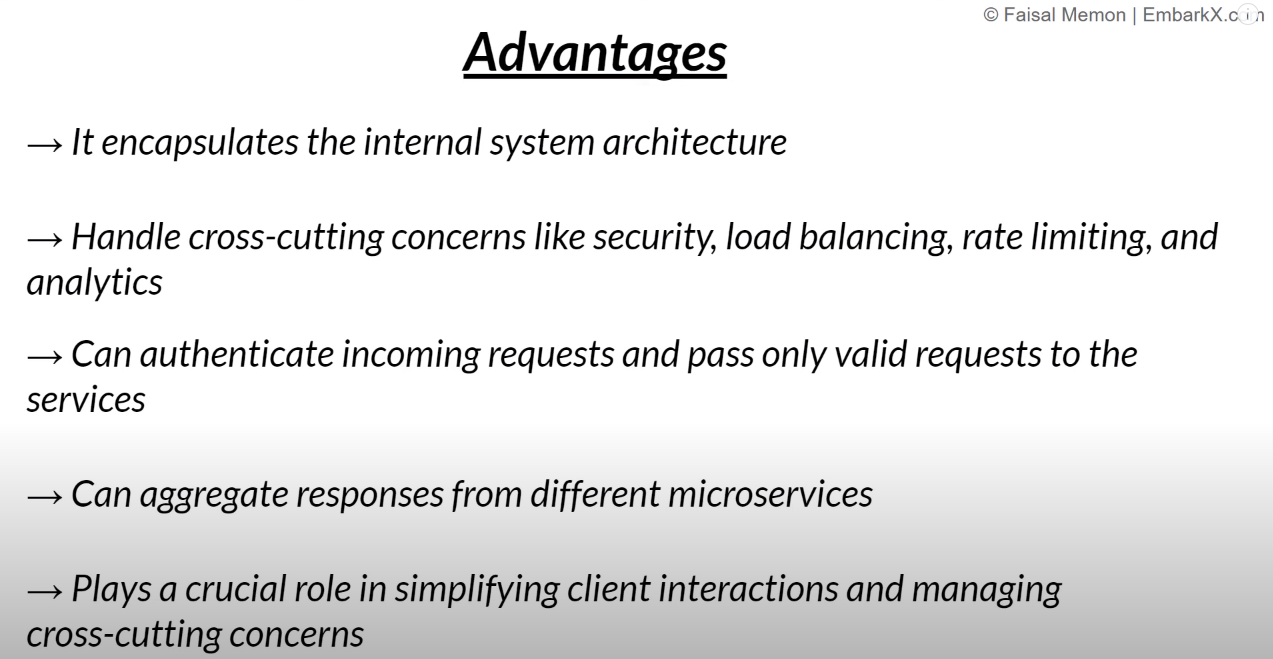 © Faisal Memon | EmbarkX.com
Advantages
→ It encapsulates the internal system architecture
→ Handle cross-cutting concerns like security, load balancing, rate limiting, and
analytics
→ Can authenticate incoming requests and pass only valid requests to the
services
→ Can aggregate responses from different microservices
→ Plays a crucial role in simplifying client interactions and managing
cross-cutting concerns